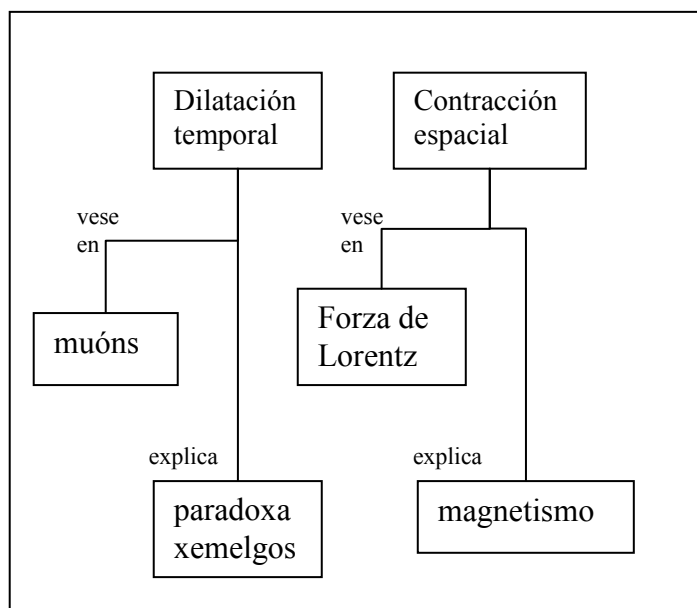 Dilatación
temporal
Contracción
espacial
vese
en
vese
en
muóns
Forza de
Lorentz
explica
explica
paradoxa
xemelgos
magnetismo